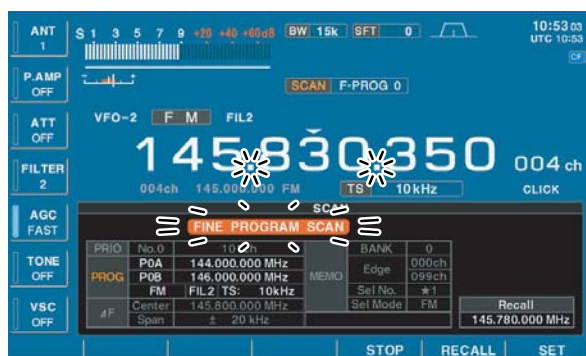 ANT
1
S 1 3 5 7 9 +20 +40 +60dB
BW 15k
SFT 0
10:53 03
UTC 10:53
CF
P.AMP
OFF
SCAN F-PROG 0
ATT
OFF
VFO-2 F M FIL2
145.830.350
004 ch
FILTER
2
004ch 145.000.000 FM
TS 10kHz
CLICK
AGC
FAST
SCAN
FINE PROGRAM SCAN
PRIO No.0 10ch
BANK 0
PROG
P0A 144.000.000 MHz
P0B 146.000.000 MHz
FM FIL2 TS: 10kHz
MEMO
Edge 000ch
099ch
Sel No. ★1
Sel Mode FM
TONE
OFF
⊿F
Center 145.800.000 MHz
Span ± 20 kHz
VSC
OFF
Recall
145.780.000 MHz
STOP RECALL SET